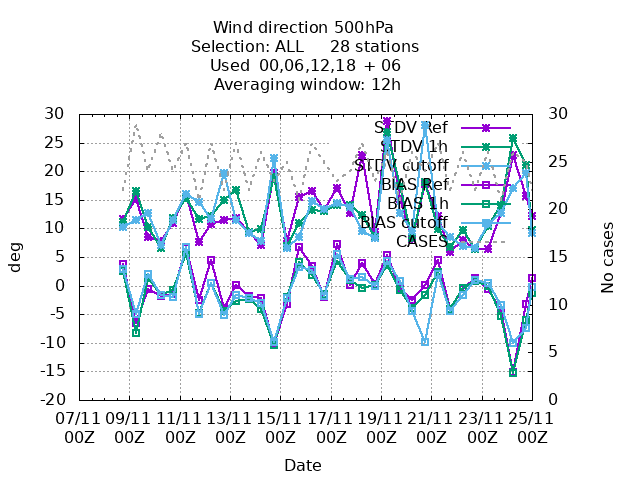 Wind direction 500hPa
Selection: ALL 28 stations
Used 00,06,12,18 + 06
Averaging window: 12h
30 30
25 25
20 20
15 15
10 10
5 5
0 0
-5
-10
-15
-20
deg
No cases
STDV Ref
STDV 1h
STDV cutoff
BIAS Ref
BIAS 1h
BIAS cutoff
CASES
07/11 09/11 11/11 13/11 15/11 17/11 19/11 21/11 23/11 25/11
00Z 00Z 00Z 00Z 00Z 00Z 00Z 00Z 00Z 00Z
Date